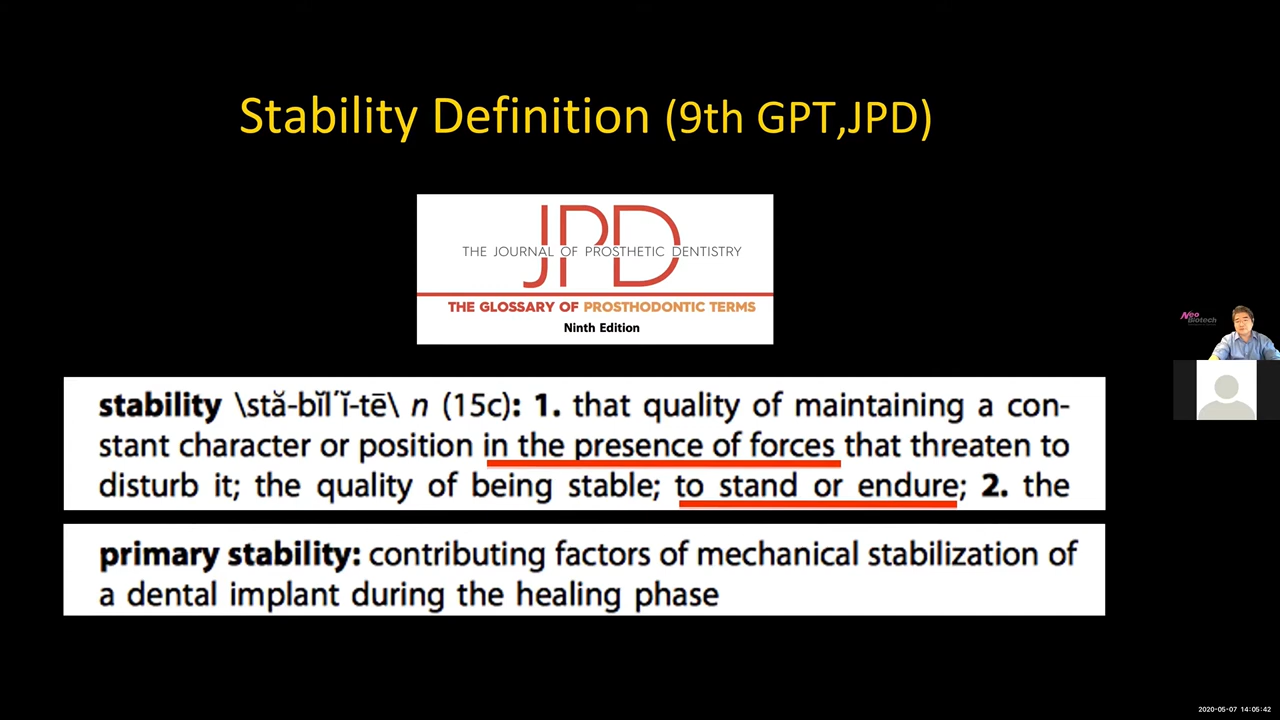 Stability Definition (9th GPT,JPD)
JPD
THE JOURNAL OF PROSTHETIC DENTISTRY
THE GLOSSARY OF PROSTHODONTIC TERMS
Ninth Edition
stability \stă-bĭl´ĭ-tē\ n (15c): 1. that quality of maintaining a con-
stant character or position in the presence of forces that threaten to
disturb it; the quality of being stable; to stand or endure; 2. the
primary stability: contributing factors of mechanical stabilization of
a dental implant during the healing phase
Neo
Biotech
2020-05-07 14:05:42